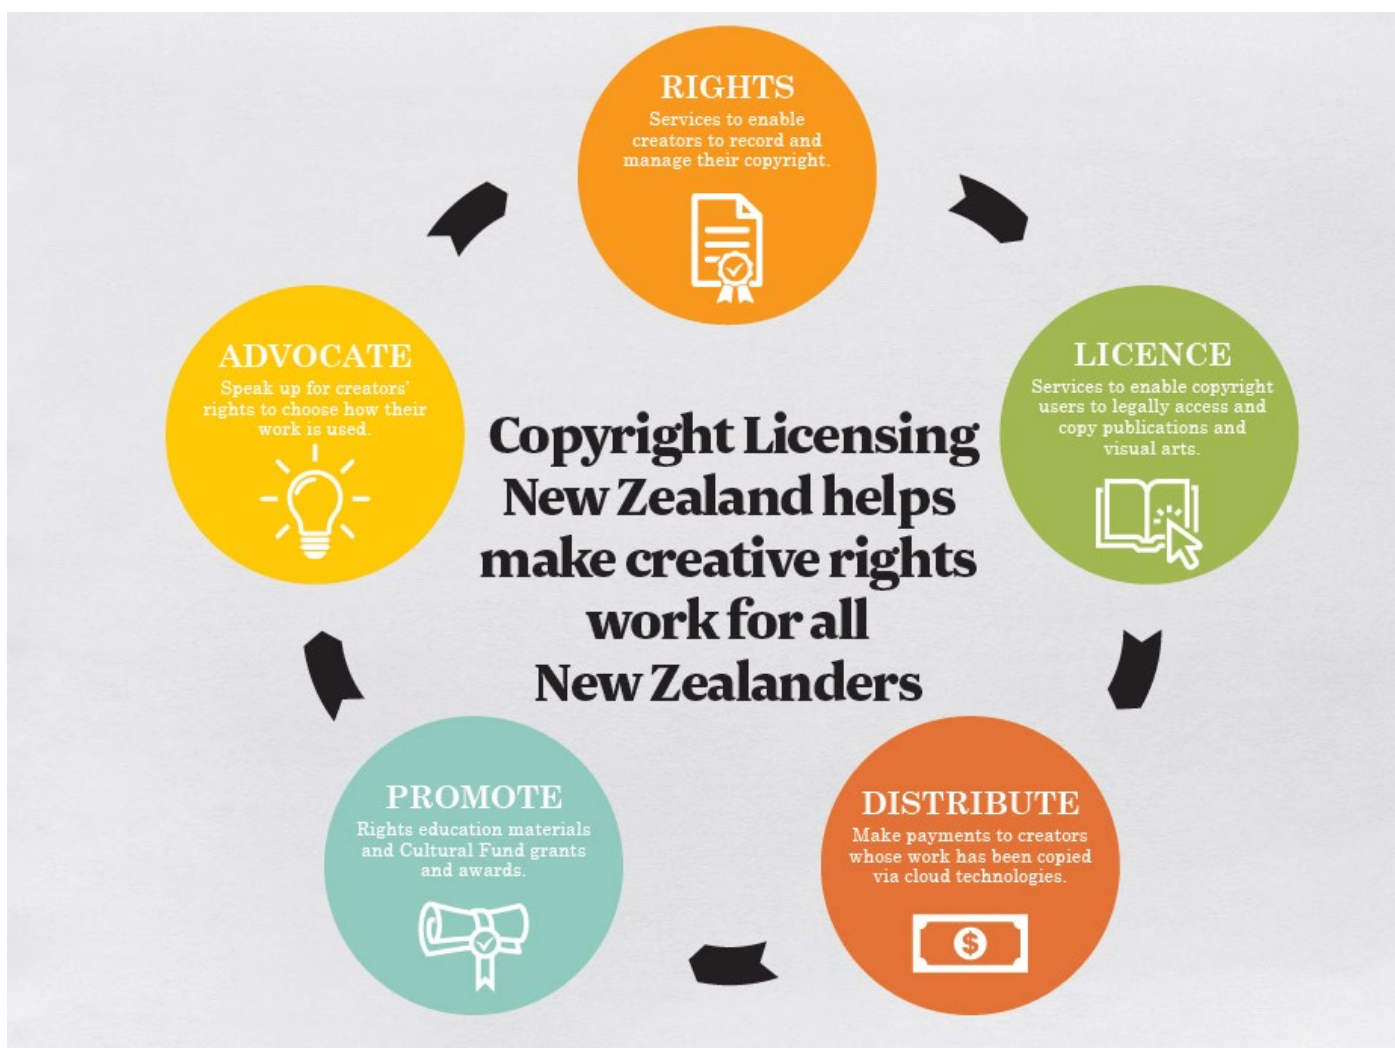 RIGHTS
Services to enable
creators to record and
manage their copyright.
LICENCE
Services to enable copyright
users to legally access and
copy publications and
visual arts.
DISTRIBUTE
Make payments to creators
whose work has been copied
via cloud technologies.
$
PROMOTE
Rights education materials
and Cultural Fund grants
and awards.
ADVOCATE
Speak up for creators'
rights to choose how their
work is used.
Copyright Licensing
New Zealand helps
make creative rights
work for all
New Zealanders